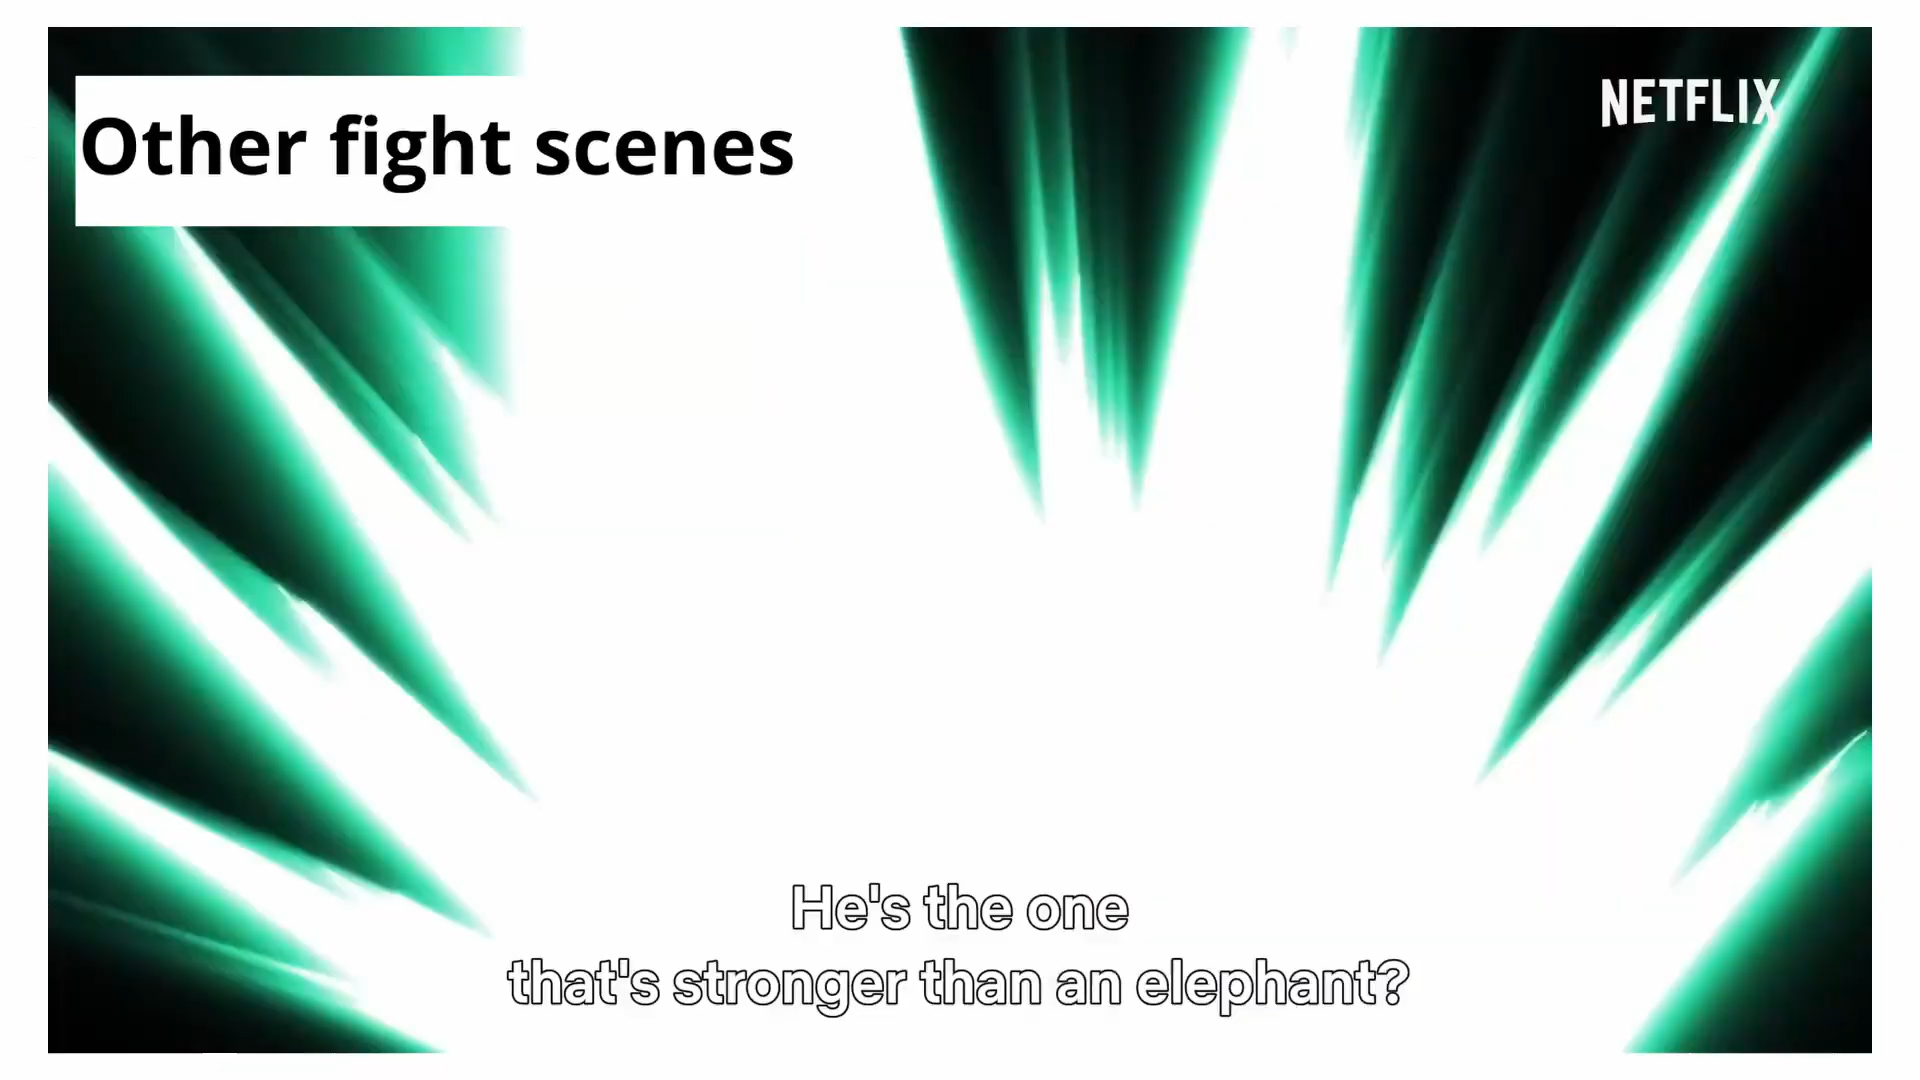 Other fight scenes
NETFLIX
He's the one
that's stronger than an elephant?